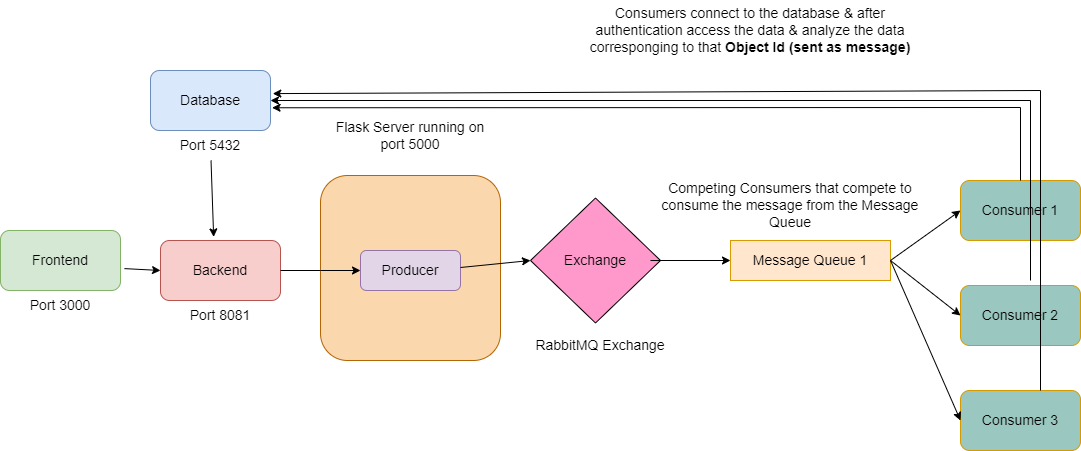 Consumers connect to the database & after
authentication access the data & analyze the data
corresponging to that Object Id (sent as message)
Database
Port 5432
Flask Server running on
port 5000
Competing Consumers that compete to
consume the message from the Message
Queue
Frontend
Port 3000
Backend
Port 8081
Producer
Exchange
RabbitMQ Exchange
Message Queue 1
Consumer 1
Consumer 2
Consumer 3